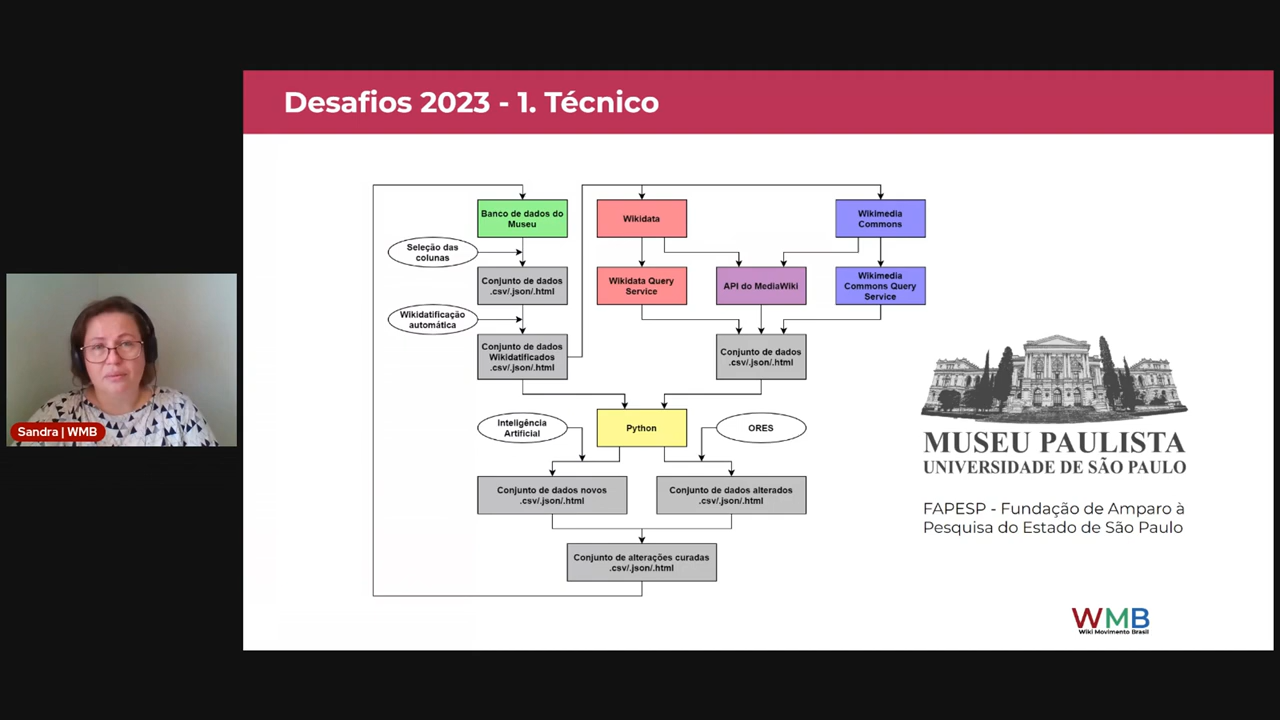 Desafios 2023 - 1. Técnico
Banco de dados do
Museu
Wikidata
Wikimedia
Commons
Seleção das
colunas
Conjunto de dados
.csv/.json/.html
Wikidata Query
Service
API do MediaWiki
Wikimedia
Commons Query
Service
Wikidatificação
automática
Conjunto de dados
Wikidatificados
.csv/.json/.html
Conjunto de dados
.csv/.json/.html
Inteligência
Artificial
Python
ORES
Conjunto de dados novos
.csv/.json/.html
Conjunto de dados alterados
.csv/.json/.html
Conjunto de alterações curadas
.csv/.json/.html
MUSEU PAULISTA
UNIVERSIDADE DE SÃO PAULO
FAPESP - Fundação de Amparo à
Pesquisa do Estado de São Paulo
WMB
Wiki Movimento Brasil
Sandra | WMB